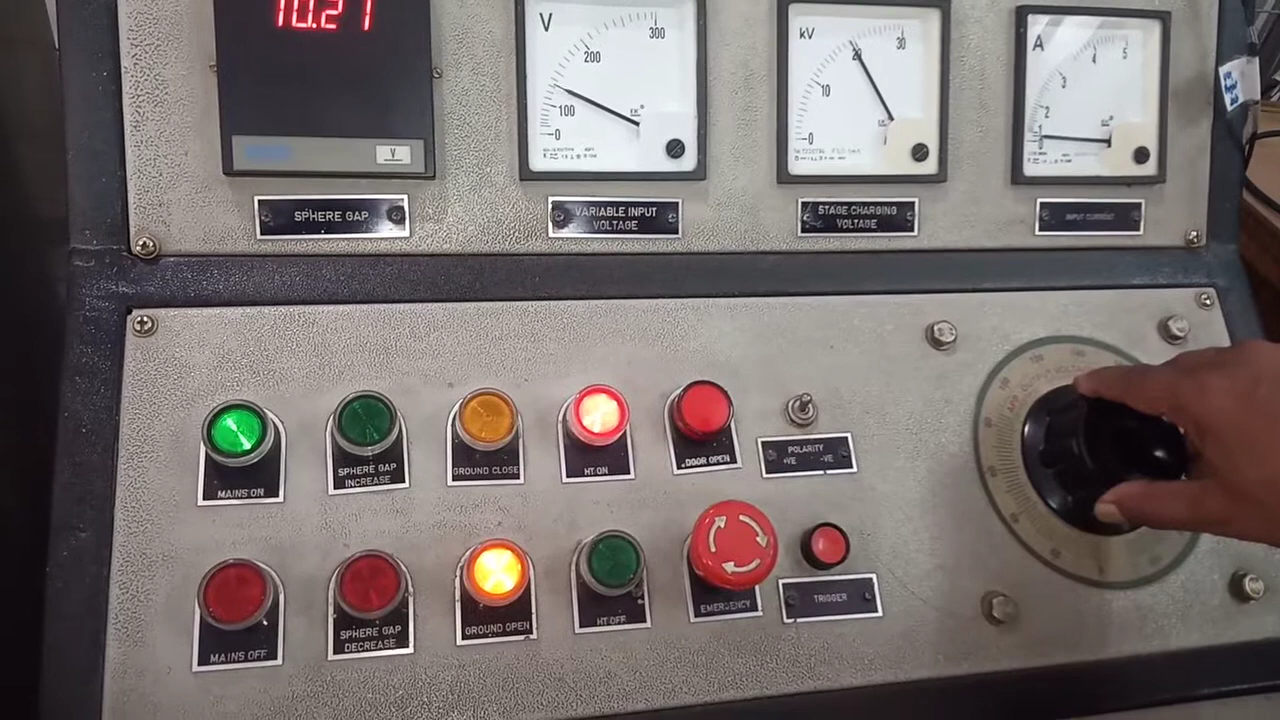 10.27
V
V
300
200
100
0
kV
30
20
10
0
A
5
4
3
2
1
SPHERE GAP
VARIABLE INPUT
VOLTAGE
STAGE CHARGING
VOLTAGE
INPUT CURRENT
MAINS ON
SPHERE GAP
INCREASE
GROUND CLOSE
HT ON
DOOR OPEN
POLARITY
+VE -VE
MAINS OFF
SPHERE GAP
DECREASE
GROUND OPEN
HT OFF
EMERGENCY
TRIGGER